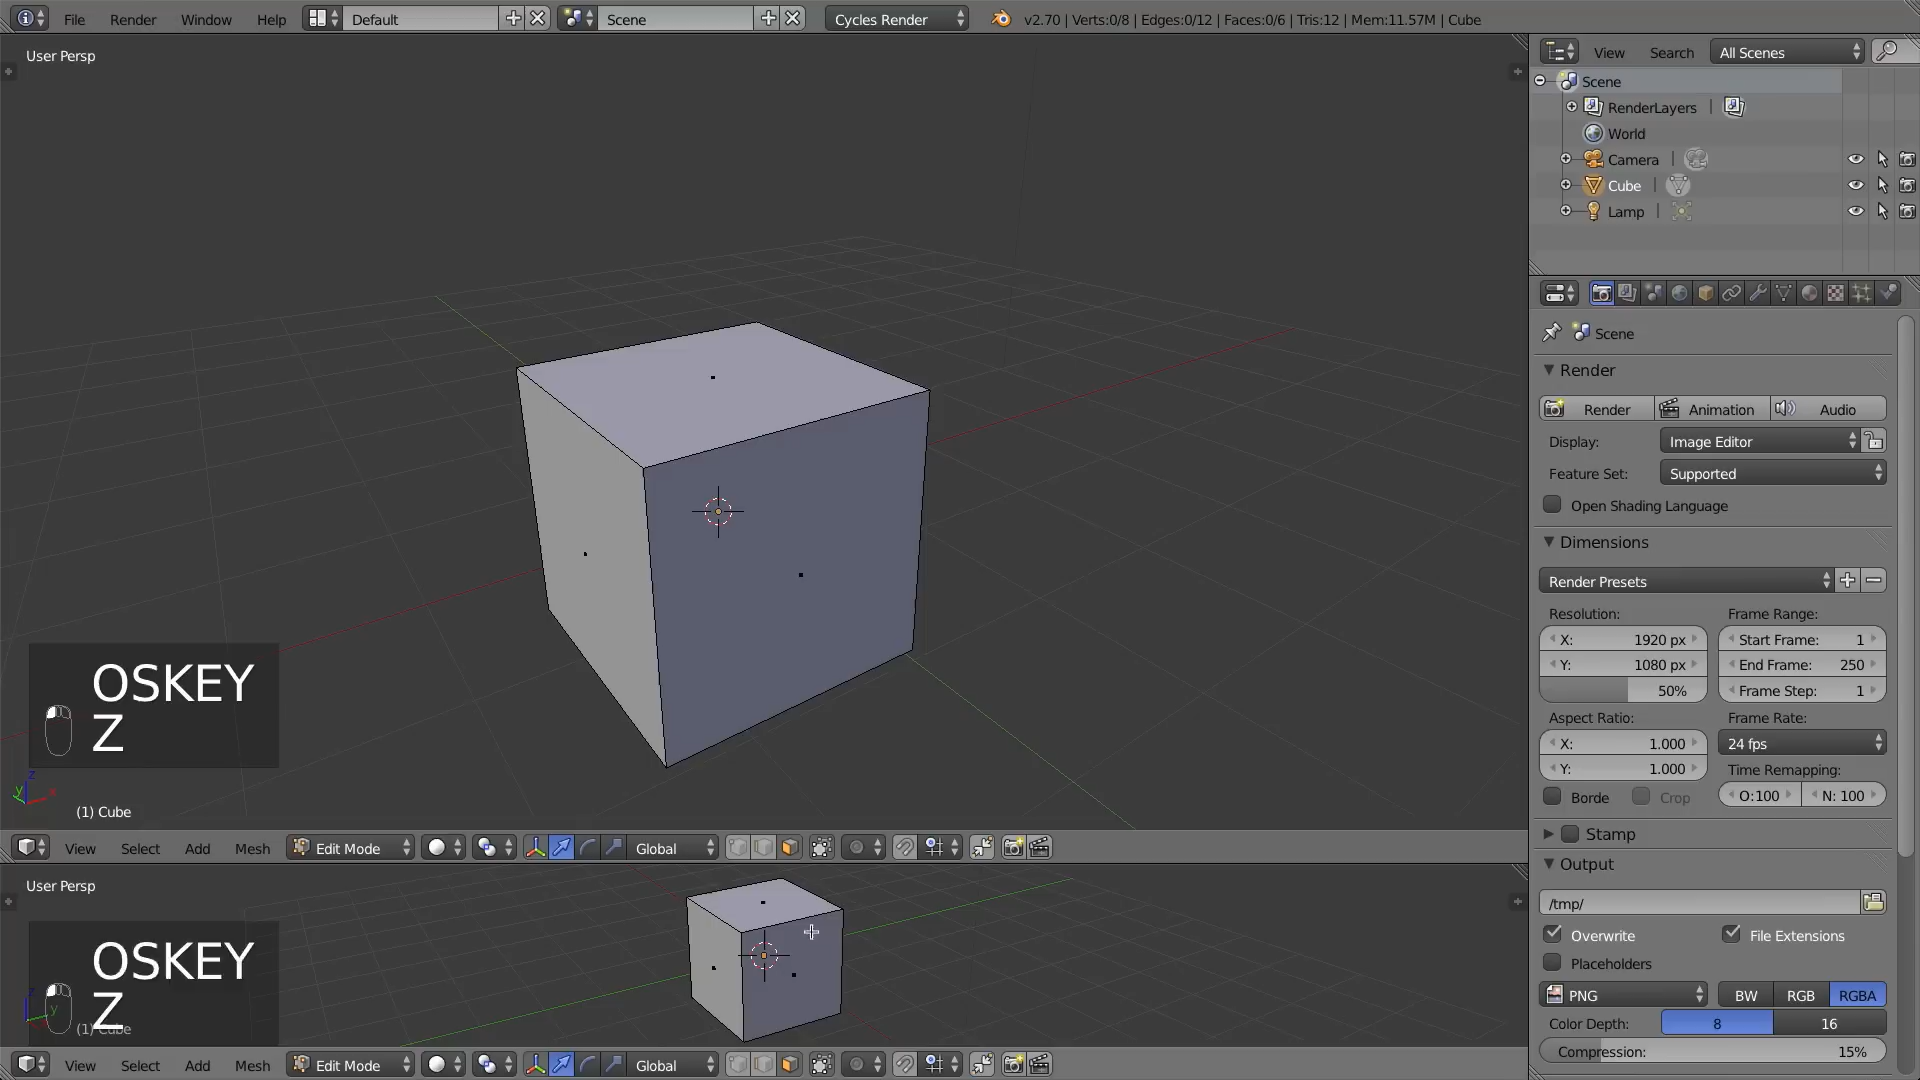 File Render Window Help Default Scene Cycles Render v2.70 | Verts:0/8 | Edges:0/12 | Faces:0/6 | Tris:12 | Mem:11.57M | Cube
User Persp
OSKEY
Z
z
y x
(1) Cube
View Select Add Mesh Edit Mode Global
User Persp
OSKEY
Z
z
y
(1) Cube
View Select Add Mesh Edit Mode Global
View Search All Scenes
Scene
RenderLayers |
World
Camera |
Cube |
Lamp |
Scene
Render
Render Animation Audio
Display: Image Editor
Feature Set: Supported
Open Shading Language
Dimensions
Render Presets
Resolution: Frame Range:
X: 1920 px Start Frame: 1
Y: 1080 px End Frame: 250
50% Frame Step: 1
Aspect Ratio: Frame Rate:
X: 1.000 24 fps
Y: 1.000 Time Remapping:
Borde Crop O:100 N: 100
Stamp
Output
/tmp/
Overwrite File Extensions
Placeholders
PNG BW RGB RGBA
Color Depth: 8 16
Compression: 15%